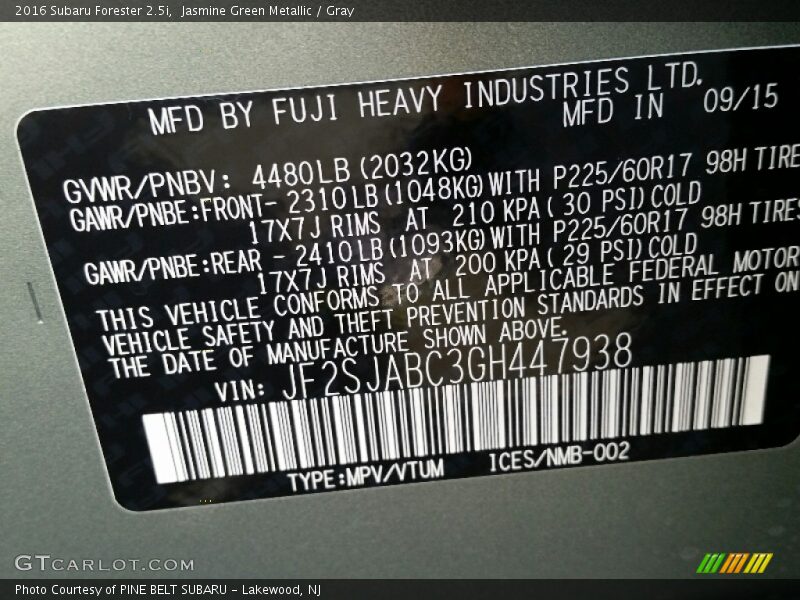 2016 Subaru Forester 2.5i, Jasmine Green Metallic / Gray
MFD BY FUJI HEAVY INDUSTRIES LTD.
MFD IN 09/15
GVWR/PNBV: 4480LB (2032KG)
GAWR/PNBE:FRONT- 2310LB (1048KG) WITH P225/60R17 98H TIRE
17X7J RIMS AT 210 KPA ( 30 PSI) COLD
GAWR/PNBE:REAR - 2410LB (1093KG) WITH P225/60R17 98H TIRES
17X7J RIMS AT 200 KPA ( 29 PSI) COLD
THIS VEHICLE CONFORMS TO ALL APPLICABLE FEDERAL MOTOR
VEHICLE SAFETY AND THEFT PREVENTION STANDARDS IN EFFECT ON
THE DATE OF MANUFACTURE SHOWN ABOVE.
VIN: JF2SJABC3GH447938
TYPE:MPV/VTUM ICES/NMB-002
GTCARLOT.COM
Photo Courtesy of PINE BELT SUBARU - Lakewood, NJ